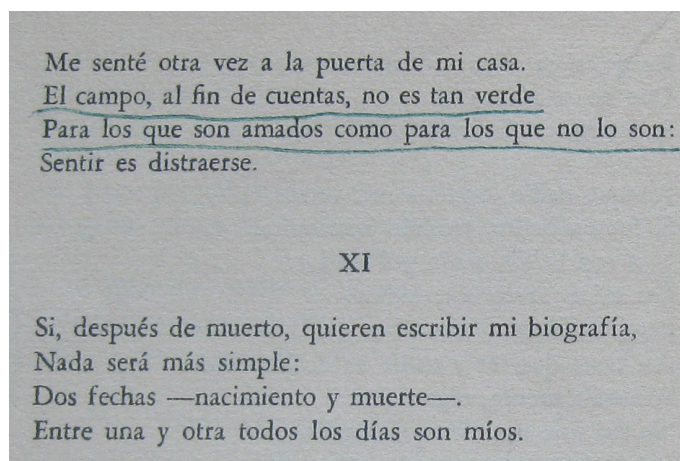 Me senté otra vez a la puerta de mi casa.
El campo, al fin de cuentas, no es tan verde
Para los que son amados como para los que no lo son:
Sentir es distraerse.
XI
Si, después de muerto, quieren escribir mi biografía,
Nada será más simple:
Dos fechas —nacimiento y muerte—.
Entre una y otra todos los días son míos.